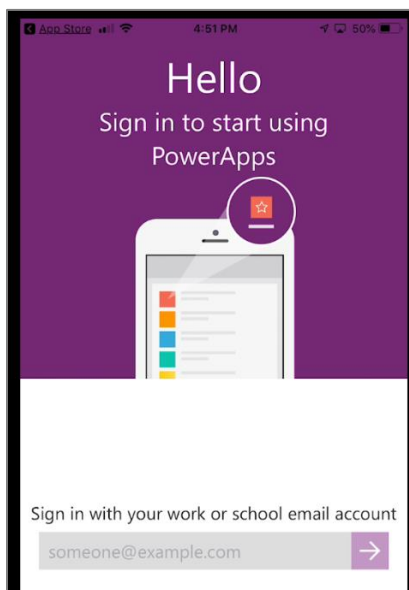 App Store 4:51 PM 50%
Hello
Sign in to start using
PowerApps
Sign in with your work or school email account
someone@example.com